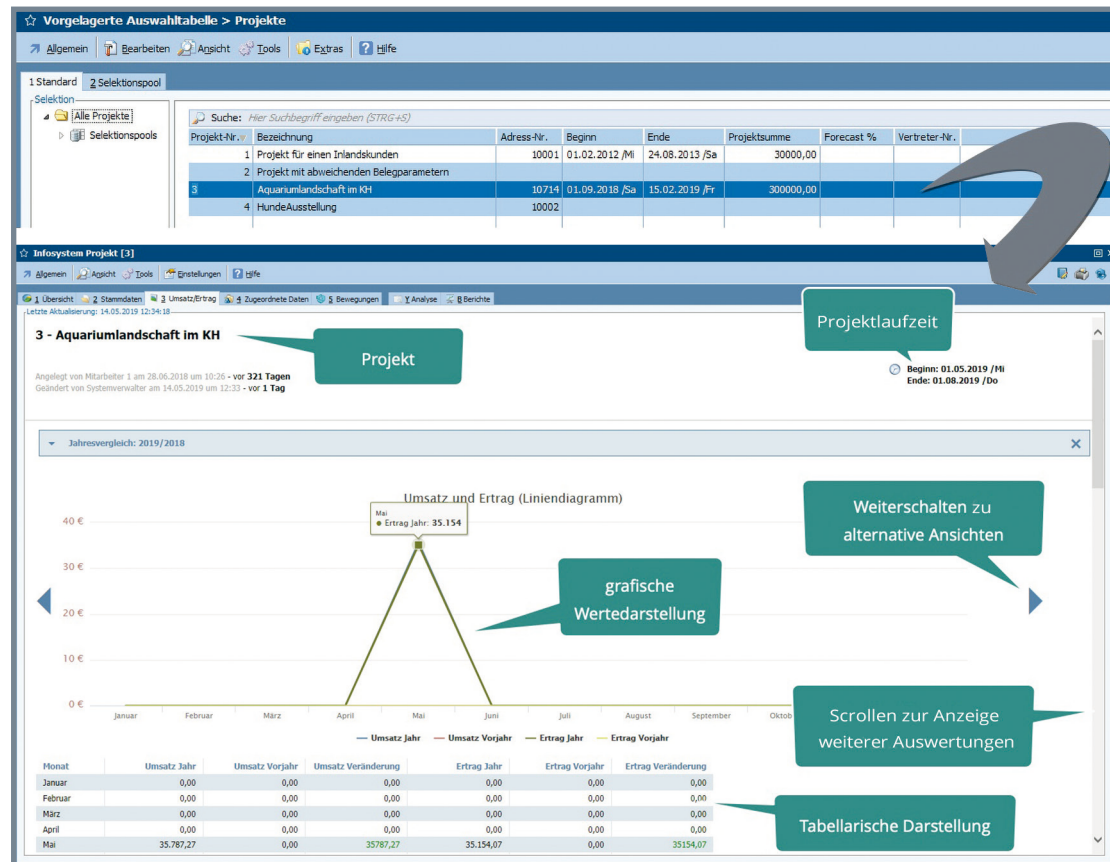 Vorgelagerte Auswahltabelle > Projekte
Allgemein Bearbeiten Ansicht Tools Extras Hilfe
1 Standard 2 Selektionspool
Selektion
Alle Projekte
Selektionspools
Suche: Hier Suchbegriff eingeben (STRG+S)
Projekt-Nr. Bezeichnung Adress-Nr. Beginn Ende Projektsumme Forecast % Vertreter-Nr.
1 Projekt für einen Inlandskunden 10001 01.02.2012 /Mi 24.08.2013 /Sa 30000,00
2 Projekt mit abweichenden Belegparametern
3 Aquariumlandschaft im KH 10714 01.09.2018 /Sa 15.02.2019 /Fr 300000,00
4 HundeAusstellung 10002
Infosystem Projekt [3]
Allgemein Ansicht Tools Einstellungen Hilfe
1 Übersicht 2 Stammdaten 3 Umsatz/Ertrag 4 Zugeordnete Daten 5 Bewegungen Y Analyse 8 Berichte
Letzte Aktualisierung: 14.05.2019 12:34:18
3 - Aquariumlandschaft im KH
Projekt
Projektlaufzeit
Angelegt von Mitarbeiter 1 am 28.06.2018 um 10:26 - vor 321 Tagen
Geändert von Systemverwalter am 14.05.2019 um 12:33 - vor 1 Tag
Beginn: 01.05.2019 /Mi
Ende: 01.08.2019 /Do
Jahresvergleich: 2019/2018
Umsatz und Ertrag (Liniendiagramm)
Mai
Ertrag Jahr: 35.154
40 €
30 €
20 €
10 €
0 €
Weiterschalten zu
alternative Ansichten
grafische
Wertedarstellung
Januar Februar März April Mai Juni Juli August September Oktob
Umsatz Jahr Umsatz Vorjahr Ertrag Jahr Ertrag Vorjahr
Scrollen zur Anzeige
weiterer Auswertungen
Monat Umsatz Jahr Umsatz Vorjahr Umsatz Veränderung Ertrag Jahr Ertrag Vorjahr Ertrag Veränderung
Januar 0,00 0,00 0,00 0,00 0,00 0,00
Februar 0,00 0,00 0,00 0,00 0,00 0,00
März 0,00 0,00 0,00 0,00 0,00 0,00
April 0,00 0,00 0,00 0,00 0,00 0,00
Mai 35.787,27 0,00 35787,27 35.154,07 0,00 35154,07
Tabellarische Darstellung